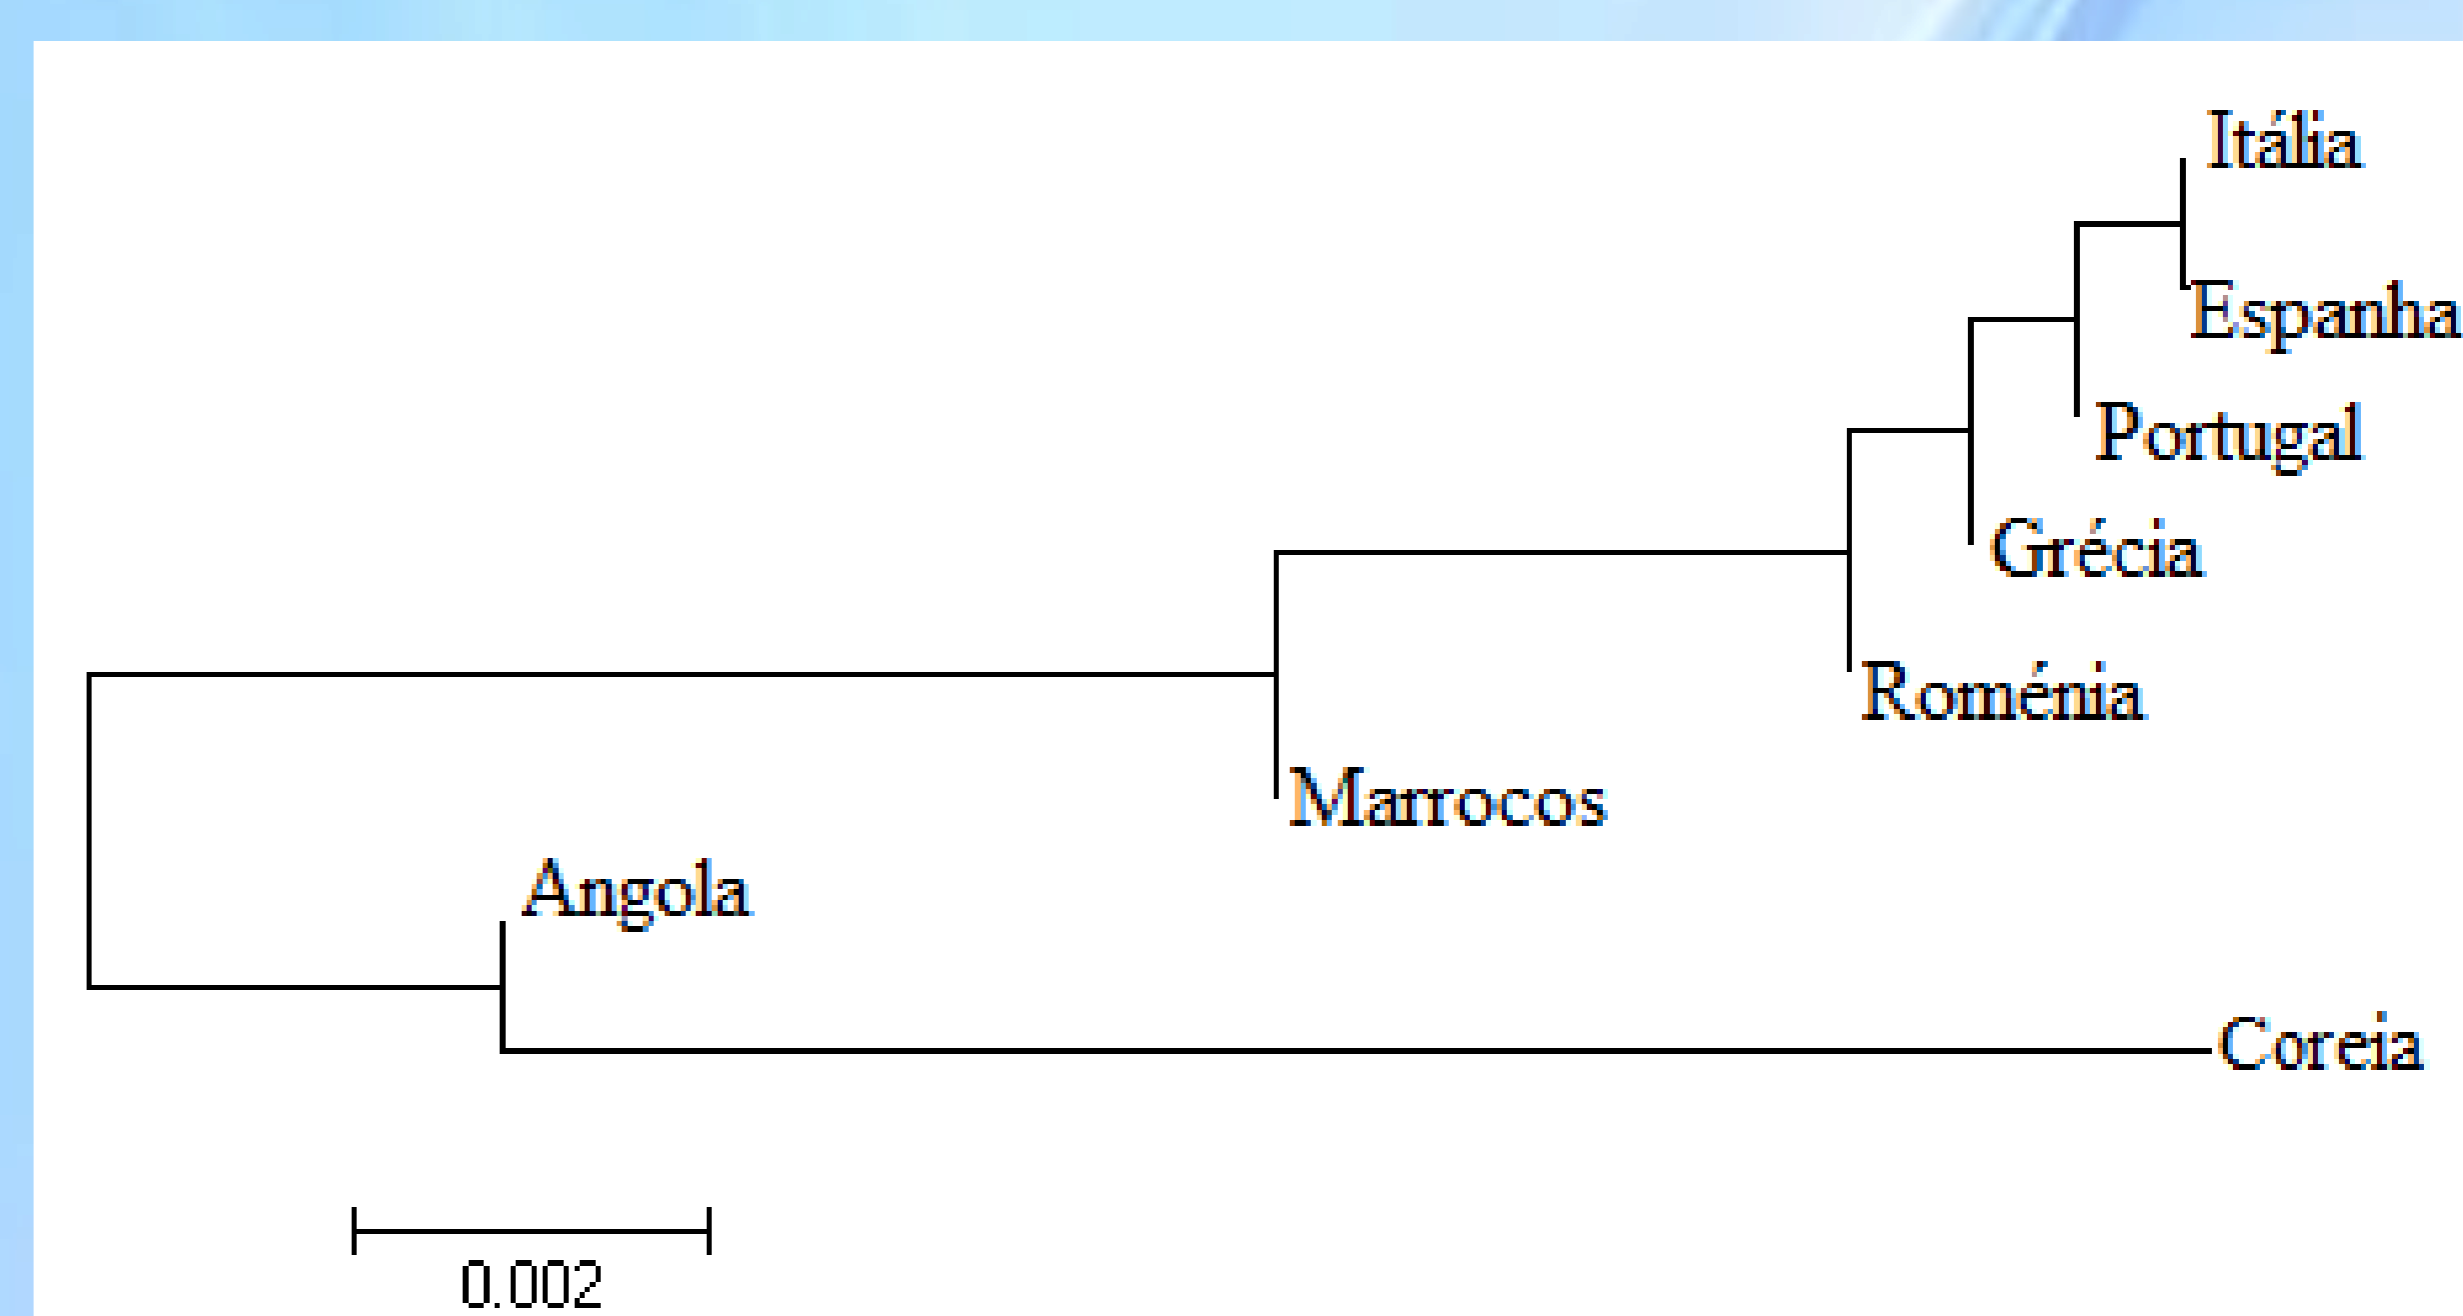 Itália
Espanha
Portugal
Grécia
Roménia
Marrocos
Angola
Coreia
0.002